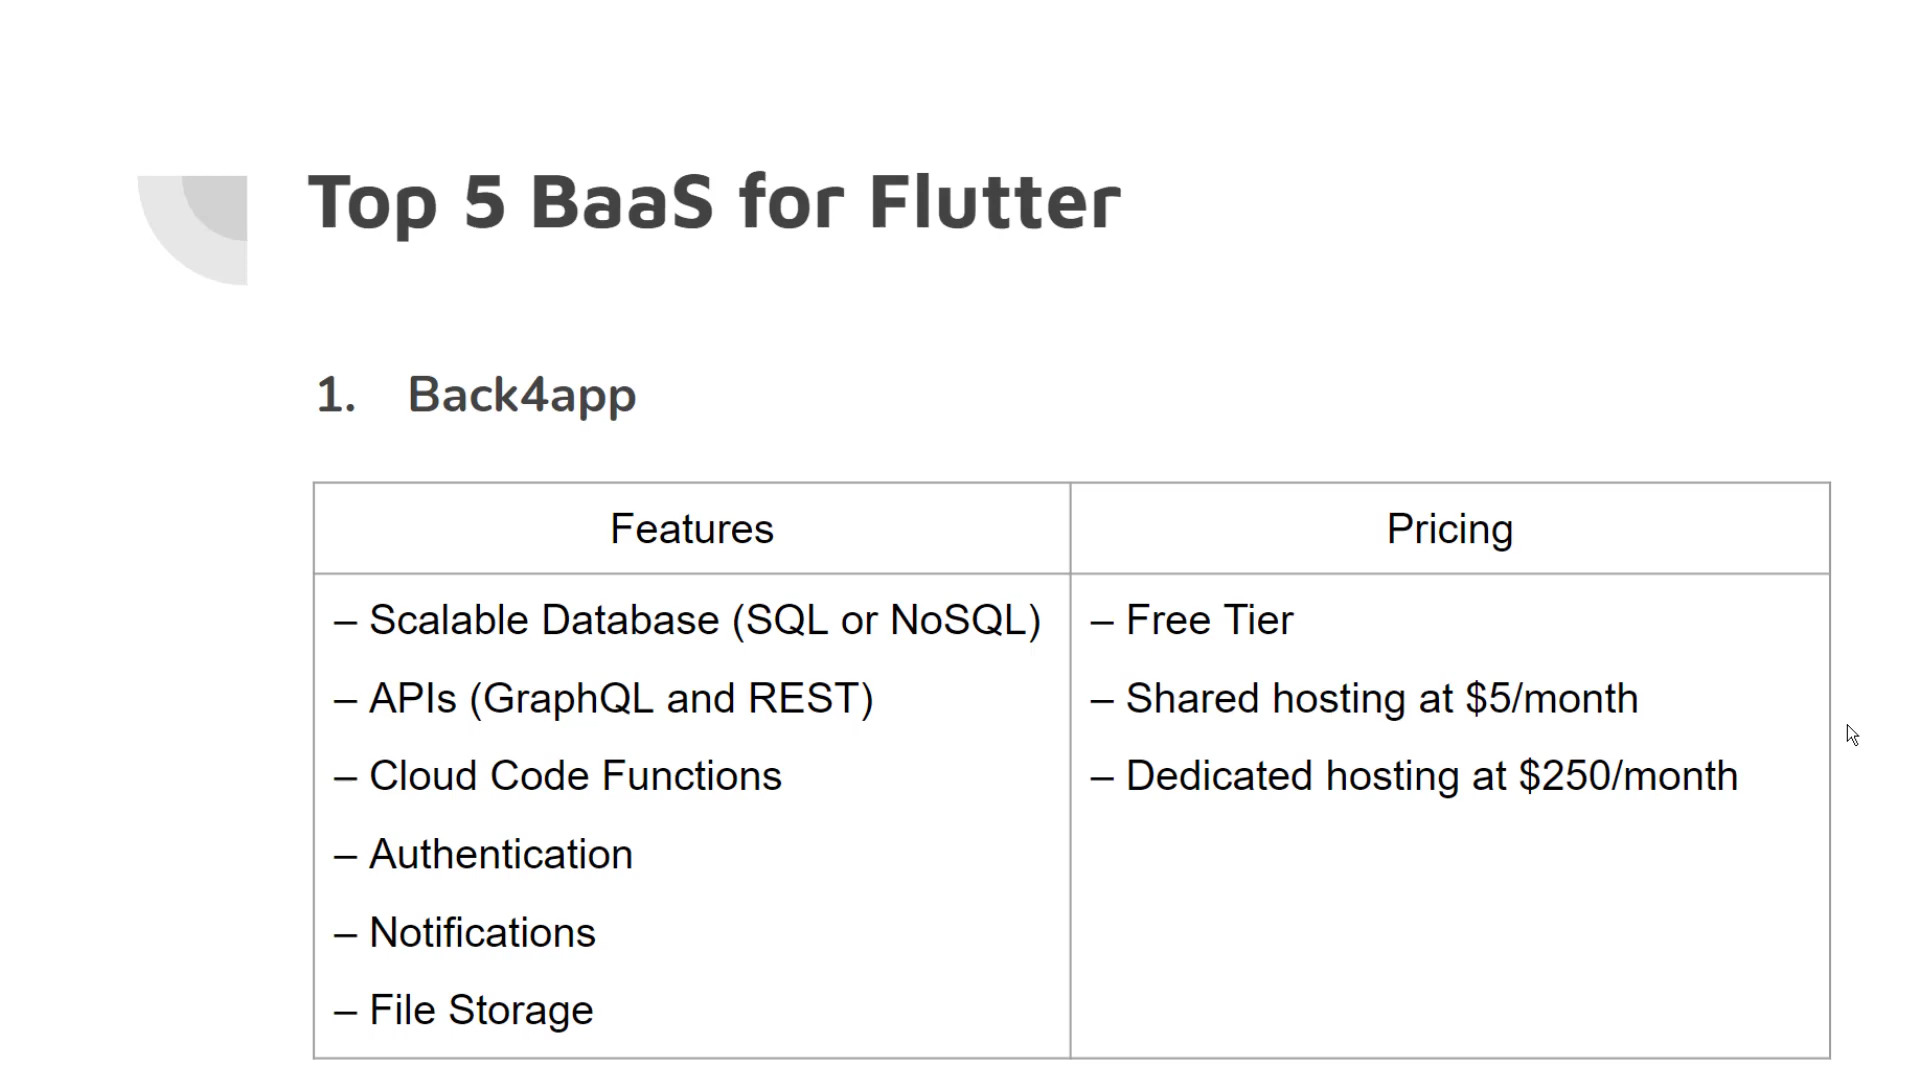 Top 5 BaaS for Flutter
1. Back4app
Features
Pricing
– Scalable Database (SQL or NoSQL)
– APIs (GraphQL and REST)
– Cloud Code Functions
– Authentication
– Notifications
– File Storage
– Free Tier
– Shared hosting at $5/month
– Dedicated hosting at $250/month